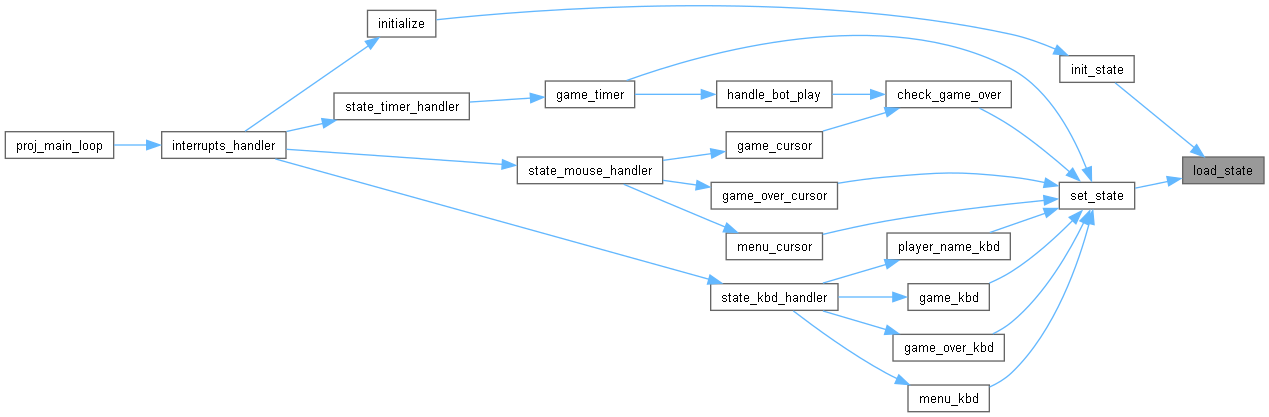 initialize
init_state
game_timer
handle_bot_play
check_game_over
state_timer_handler
proj_main_loop
interrupts_handler
game_cursor
state_mouse_handler
load_state
game_over_cursor
set_state
menu_cursor
player_name_kbd
state_kbd_handler
game_kbd
game_over_kbd
menu_kbd